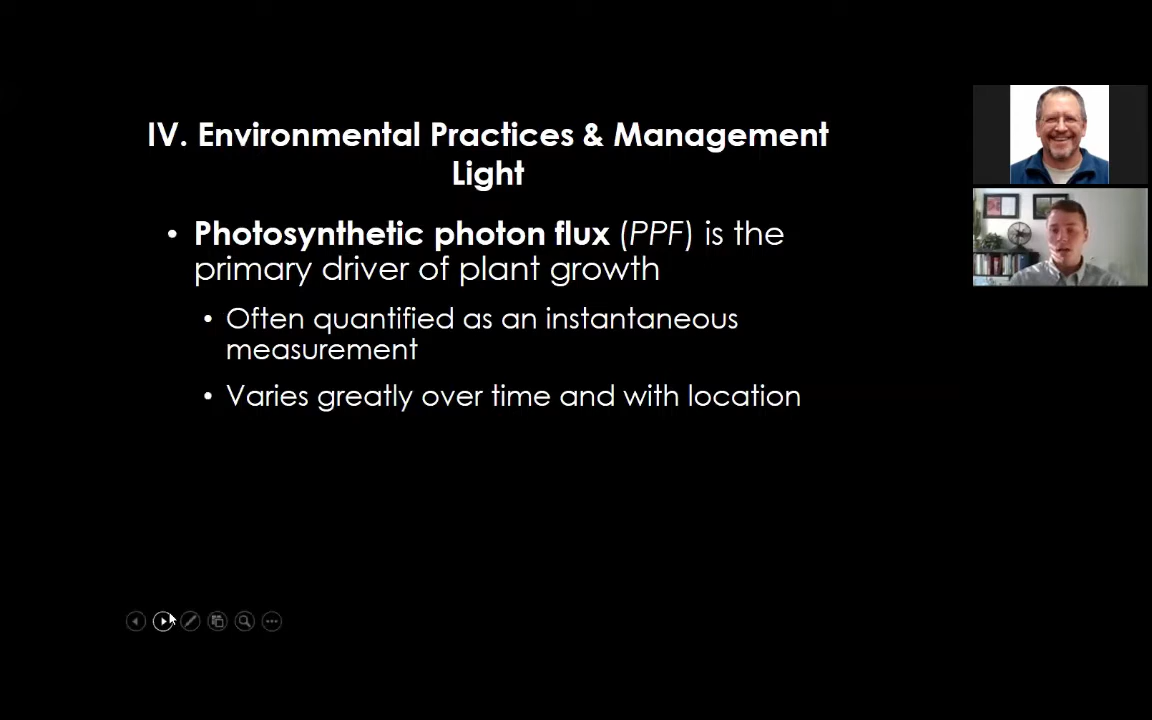 IV. Environmental Practices & Management
Light
• Photosynthetic photon flux (PPF) is the
primary driver of plant growth
• Often quantified as an instantaneous
measurement
• Varies greatly over time and with location